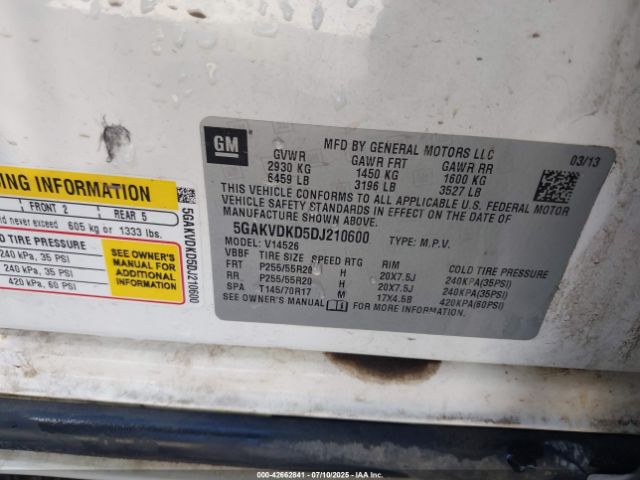 ING INFORMATION
FRONT 2 REAR 5
ld never exceed 605 kg or 1333 lbs.
D TIRE PRESSURE
240 kPa, 35 PSI
240 kPa, 35 PSI
420 kPa, 60 PSI
SEE OWNER'S
MANUAL FOR
ADDITIONAL
INFORMATION
5GAKVDKD5DJ210600
GM
MFD BY GENERAL MOTORS LLC
03/13
GVWR GAWR FRT GAWR RR
2930 KG 1450 KG 1600 KG
6459 LB 3196 LB 3527 LB
THIS VEHICLE CONFORMS TO ALL APPLICABLE U.S. FEDERAL MOTOR
VEHICLE SAFETY STANDARDS IN EFFECT ON THE DATE OF
MANUFACTURE SHOWN ABOVE.
5GAKVDKD5DJ210600 TYPE: M.P.V.
MODEL: V14526
VBBF TIRE SIZE SPEED RTG RIM COLD TIRE PRESSURE
FRT P255/55R20 H 20X7.5J 240KPA(35PSI)
RR P255/55R20 H 20X7.5J 240KPA(35PSI)
SPA T145/70R17 M 17X4.5B 420KPA(60PSI)
SEE OWNER'S MANUAL FOR MORE INFORMATION.
000-42662841 - 07/10/2025 - IAAI.COM